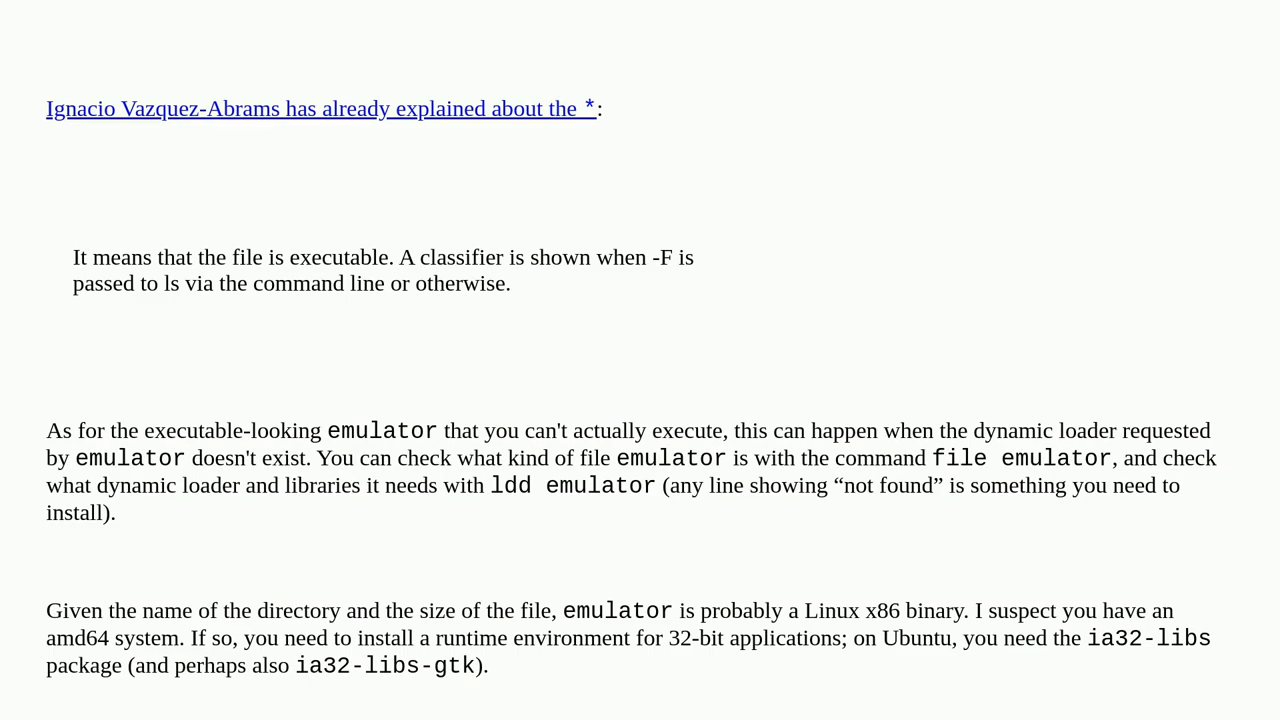 Ignacio Vazquez-Abrams has already explained about the *:
It means that the file is executable. A classifier is shown when -F is
passed to ls via the command line or otherwise.
As for the executable-looking emulator that you can't actually execute, this can happen when the dynamic loader requested
by emulator doesn't exist. You can check what kind of file emulator is with the command file emulator, and check
what dynamic loader and libraries it needs with ldd emulator (any line showing “not found” is something you need to
install).
Given the name of the directory and the size of the file, emulator is probably a Linux x86 binary. I suspect you have an
amd64 system. If so, you need to install a runtime environment for 32-bit applications; on Ubuntu, you need the ia32-libs
package (and perhaps also ia32-libs-gtk).